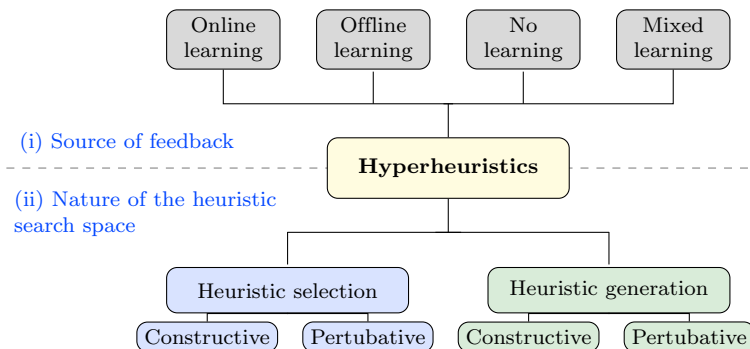 Online
learning
Offline
learning
No
learning
Mixed
learning
(i) Source of feedback
Hyperheuristics
(ii) Nature of the heuristic
search space
Heuristic selection
Heuristic generation
Constructive
Pertubative
Constructive
Pertubative